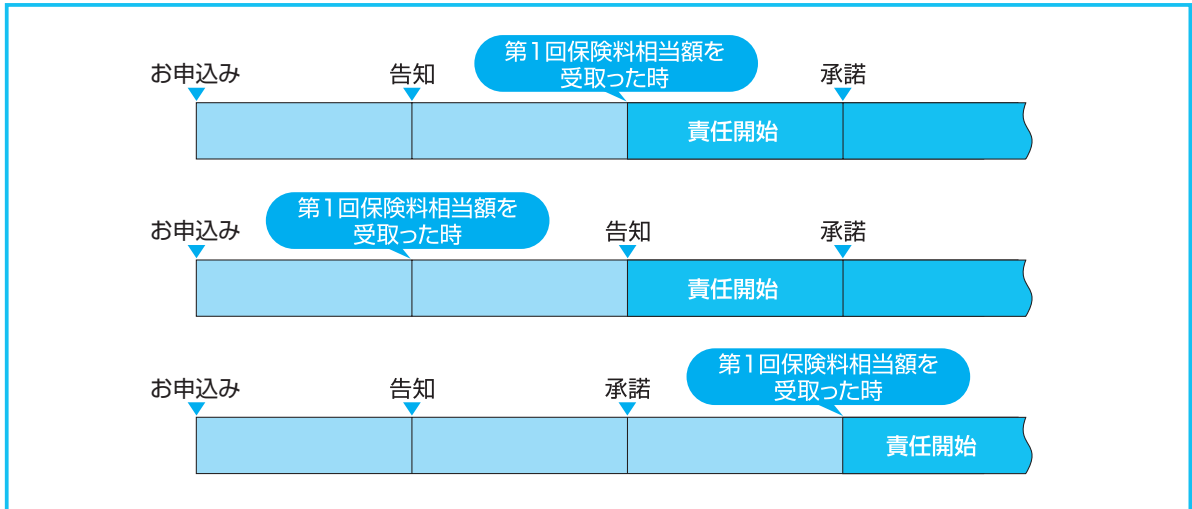 第1回保険料相当額を
受取った時
お申込み
告知
承諾
責任開始
第1回保険料相当額を
受取った時
お申込み
告知
承諾
責任開始
第1回保険料相当額を
受取った時
お申込み
告知
承諾
責任開始